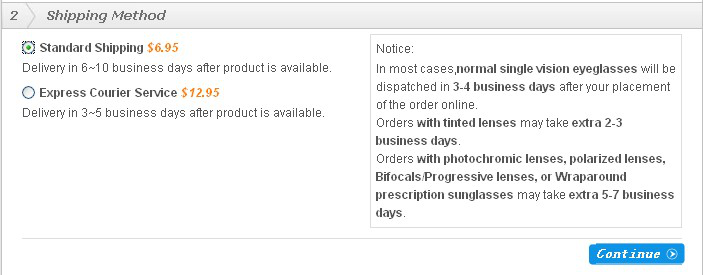 2 Shipping Method
Standard Shipping $6.95
Delivery in 6~10 business days after product is available.
Express Courier Service $12.95
Delivery in 3~5 business days after product is available.
Notice:
In most cases,normal single vision eyeglasses will be
dispatched in 3-4 business days after your placement
of the order online.
Orders with tinted lenses may take extra 2-3
business days.
Orders with photochromic lenses, polarized lenses,
Bifocals/Progressive lenses, or Wraparound
prescription sunglasses may take extra 5-7 business
days.
Continue